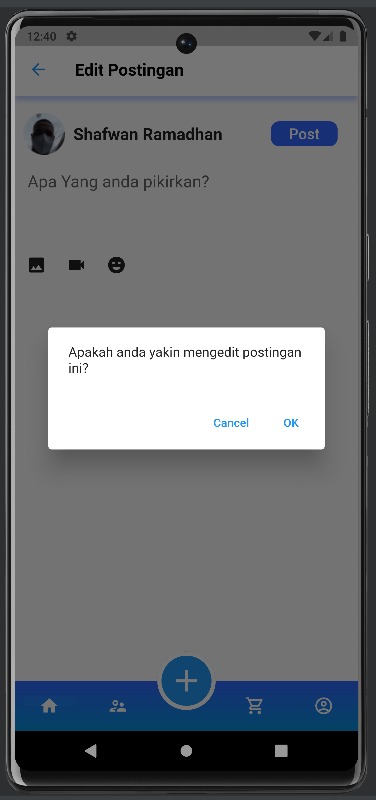 12:40
Edit Postingan
Shafwan Ramadhan
Post
Apa Yang anda pikirkan?
Apakah anda yakin mengedit postingan
ini?
Cancel
OK